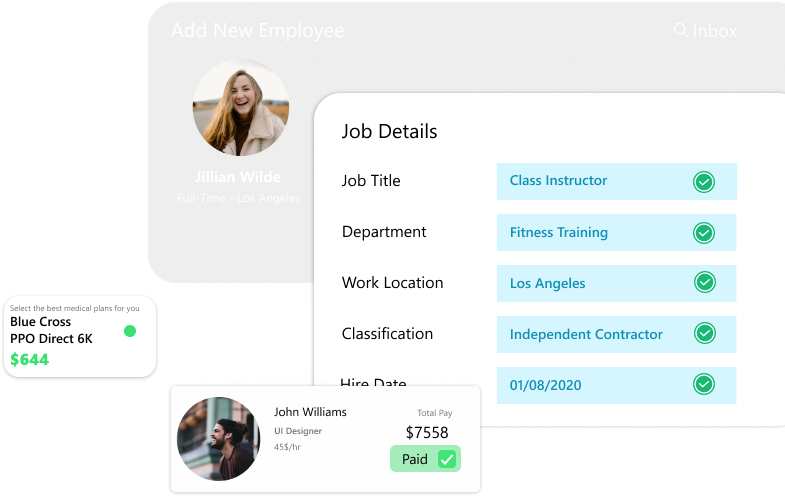 Add New Employee
Inbox
Jillian Wilde
Full-Time - Los Angeles
Job Details
Job Title
Class Instructor
Department
Fitness Training
Work Location
Los Angeles
Classification
Independent Contractor
Hire Date
01/08/2020
Select the best medical plans for you
Blue Cross
PPO Direct 6K
$644
John Williams
UI Designer
45$/hr
Total Pay
$7558
Paid